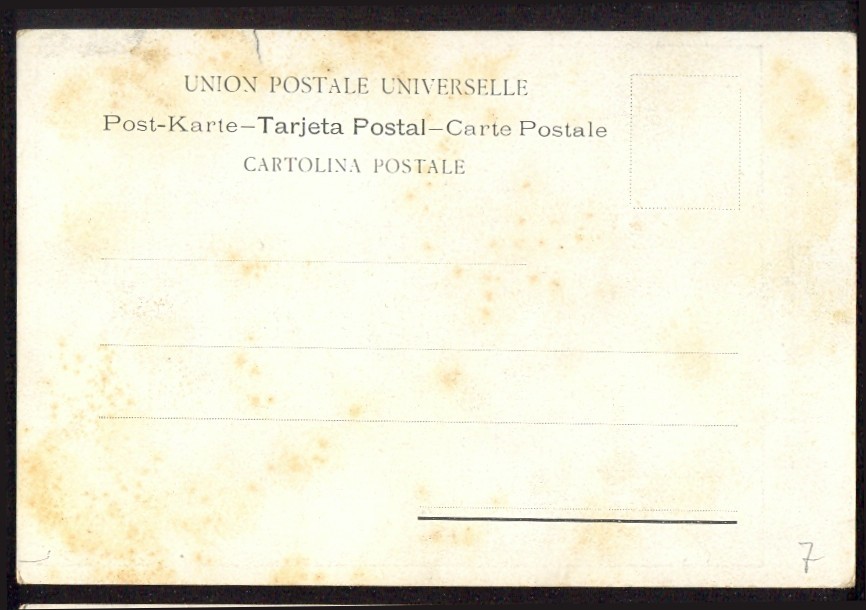 UNION POSTALE UNIVERSELLE
Post-Karte–Tarjeta Postal–Carte Postale
CARTOLINA POSTALE
7